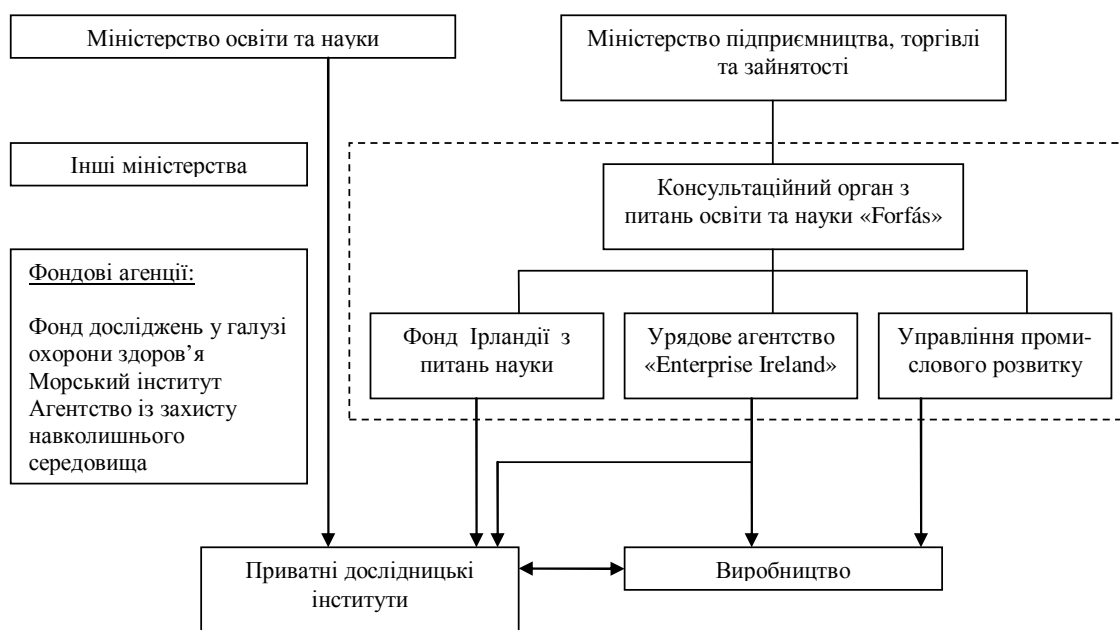 Міністерство освіти та науки
Міністерство підприємництва, торгівлі
та зайнятості
Інші міністерства
Консультаційний орган з
питань освіти та науки «Forfás»
Фондові агенції:
Фонд досліджень у галузі
охорони здоров’я
Морський інститут
Агентство із захисту
навколишнього
середовища
Фонд Ірландії з
питань науки
Урядове агентство
«Enterprise Ireland»
Управління проми-
слового розвитку
Приватні дослідницькі
інститути
Виробництво